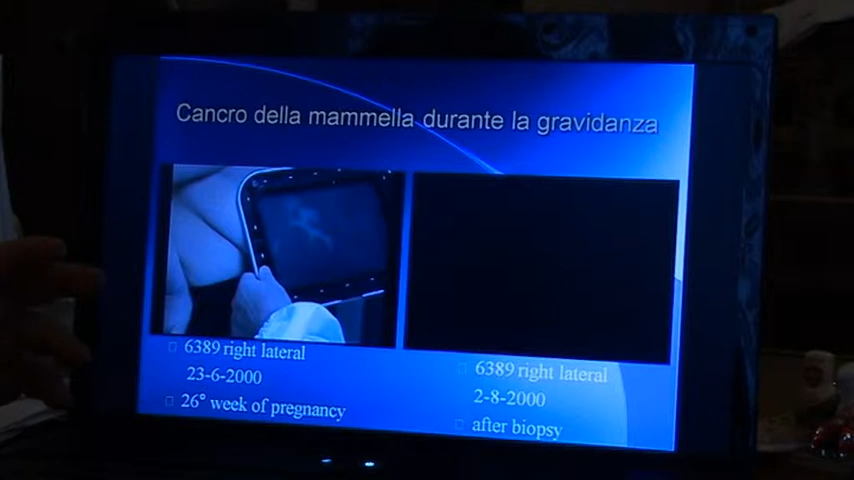 Cancro della mammella durante la gravidanza
6389 right lateral
23-6-2000
26° week of pregnancy
6389 right lateral
2-8-2000
after biopsy